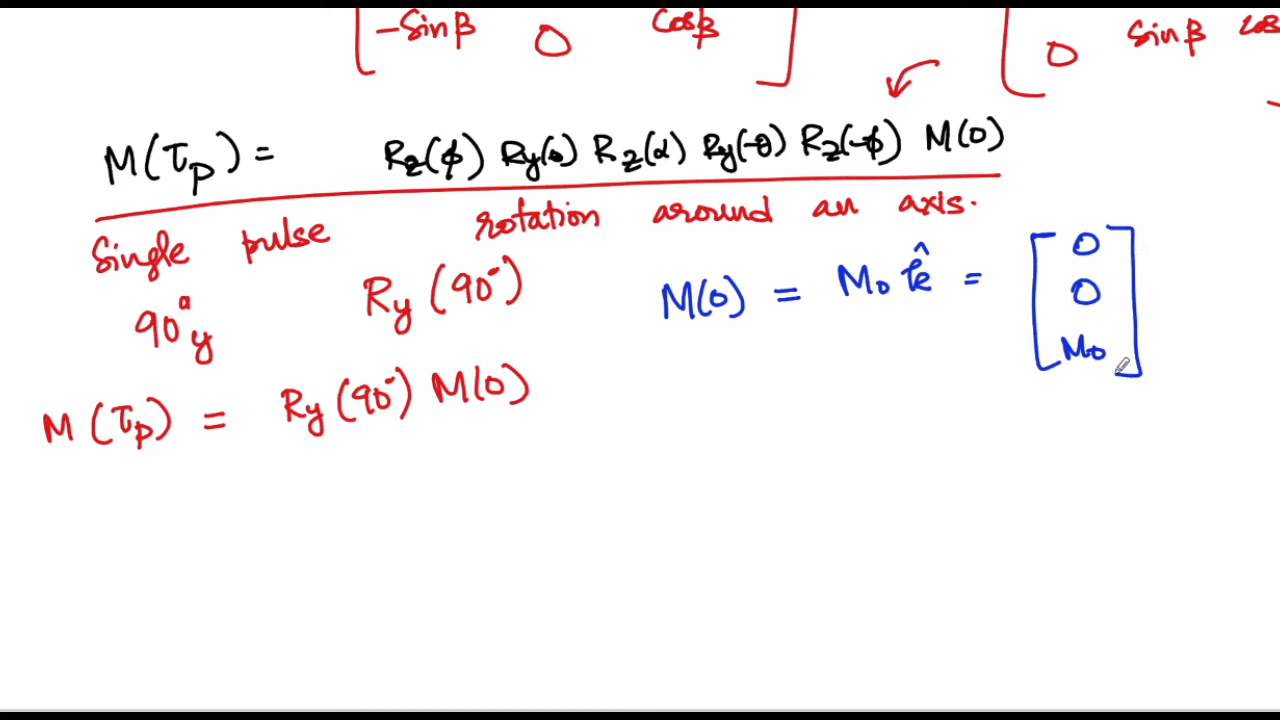 -sinβ 0 cosβ
0 sinβ cos
M(τp) = Rz(φ) Ry(θ) Rz(α) Ry(-θ) Rz(-φ) M(0)
Single pulse rotation around an axis.
90°y Ry(90°) M(0) = M0 k̂ = [0
0
M0]
M(τp) = Ry(90°) M(0)